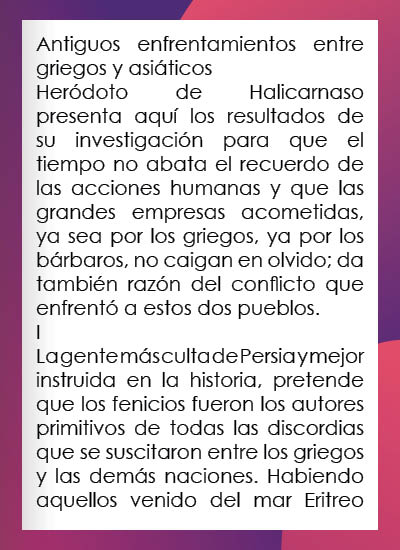 Antiguos enfrentamientos entre
griegos y asiáticos
Heródoto de Halicarnaso
presenta aquí los resultados de
su investigación para que el
tiempo no abata el recuerdo de
las acciones humanas y que las
grandes empresas acometidas,
ya sea por los griegos, ya por los
bárbaros, no caigan en olvido; da
también razón del conflicto que
enfrentó a estos dos pueblos.
I
La gente más culta de Persia y mejor
instruida en la historia, pretende
que los fenicios fueron los autores
primitivos de todas las discordias
que se suscitaron entre los griegos
y las demás naciones. Habiendo
aquellos venido del mar Eritreo